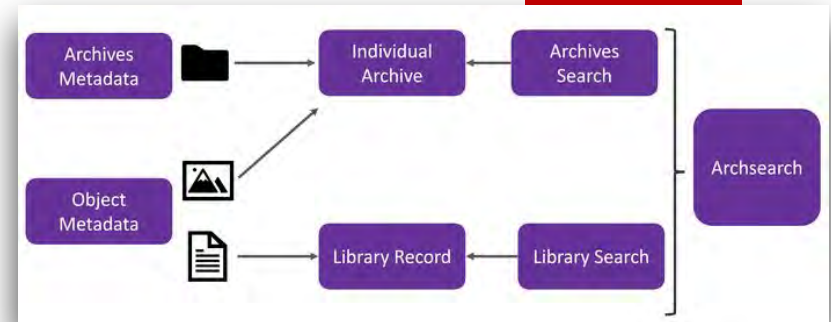 Archives
Metadata
Individual
Archive
Archives
Search
Archsearch
Object
Metadata
Library Record
Library Search